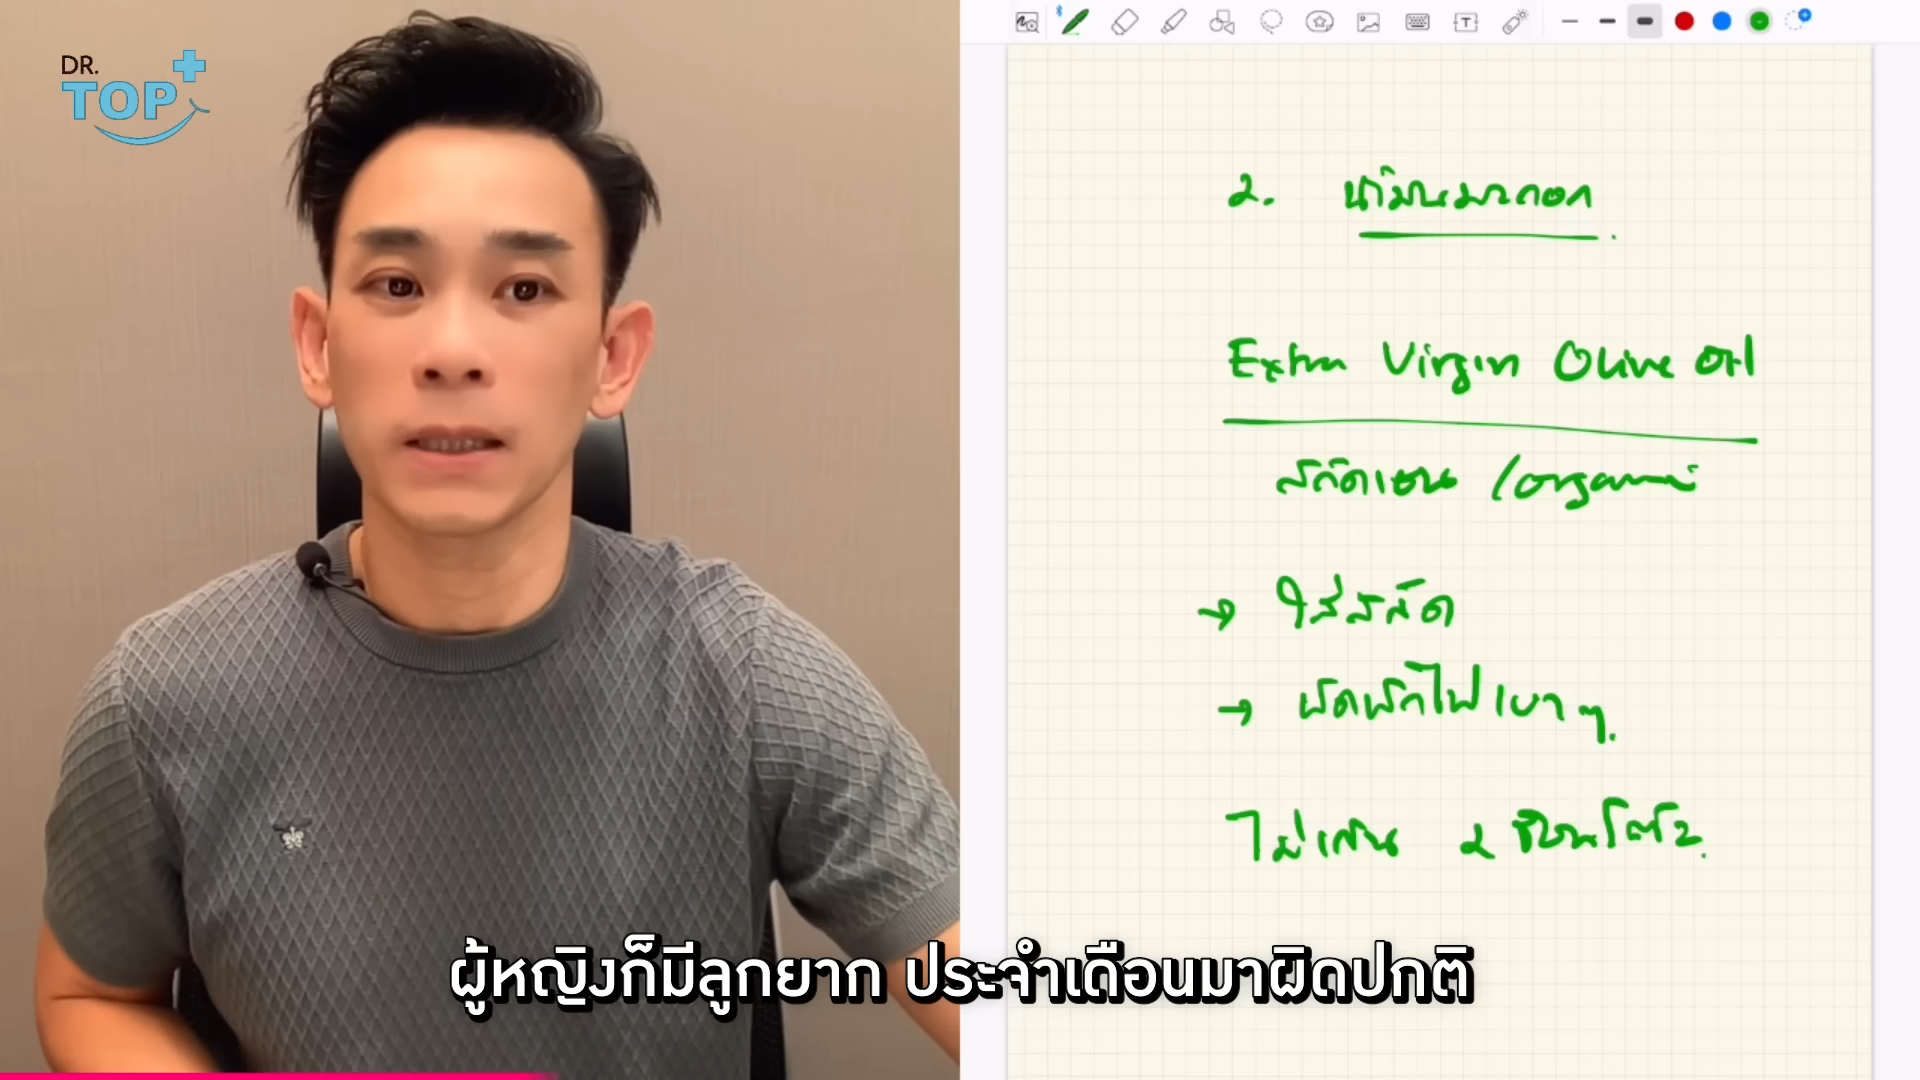 DR.
TOP
2. น้ำมันมะกอก
Extra Virgin Olive Oil
สกัดเย็น /organic
→ ใส่สลัด
→ ผัดผักไฟเบาๆ
ไม่เกิน 2 ช้อนโต๊ะ
ผู้หญิงก็มีลูกยาก ประจำเดือนมาผิดปกติ